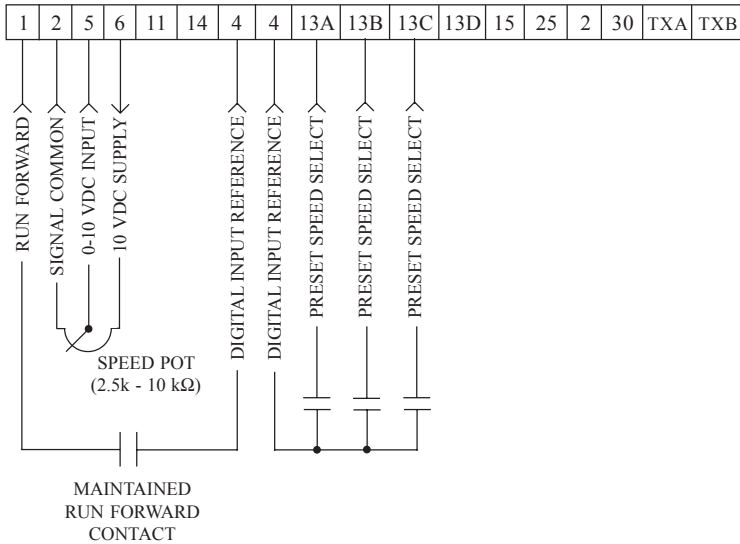 1 2 5 6 11 14 4 4 13A 13B 13C 13D 15 25 2 30 TXA TXB
RUN FORWARD
SIGNAL COMMON
0-10 VDC INPUT
10 VDC SUPPLY
DIGITAL INPUT REFERENCE
DIGITAL INPUT REFERENCE
PRESET SPEED SELECT
PRESET SPEED SELECT
PRESET SPEED SELECT
SPEED POT
(2.5k - 10 kΩ)
MAINTAINED
RUN FORWARD
CONTACT